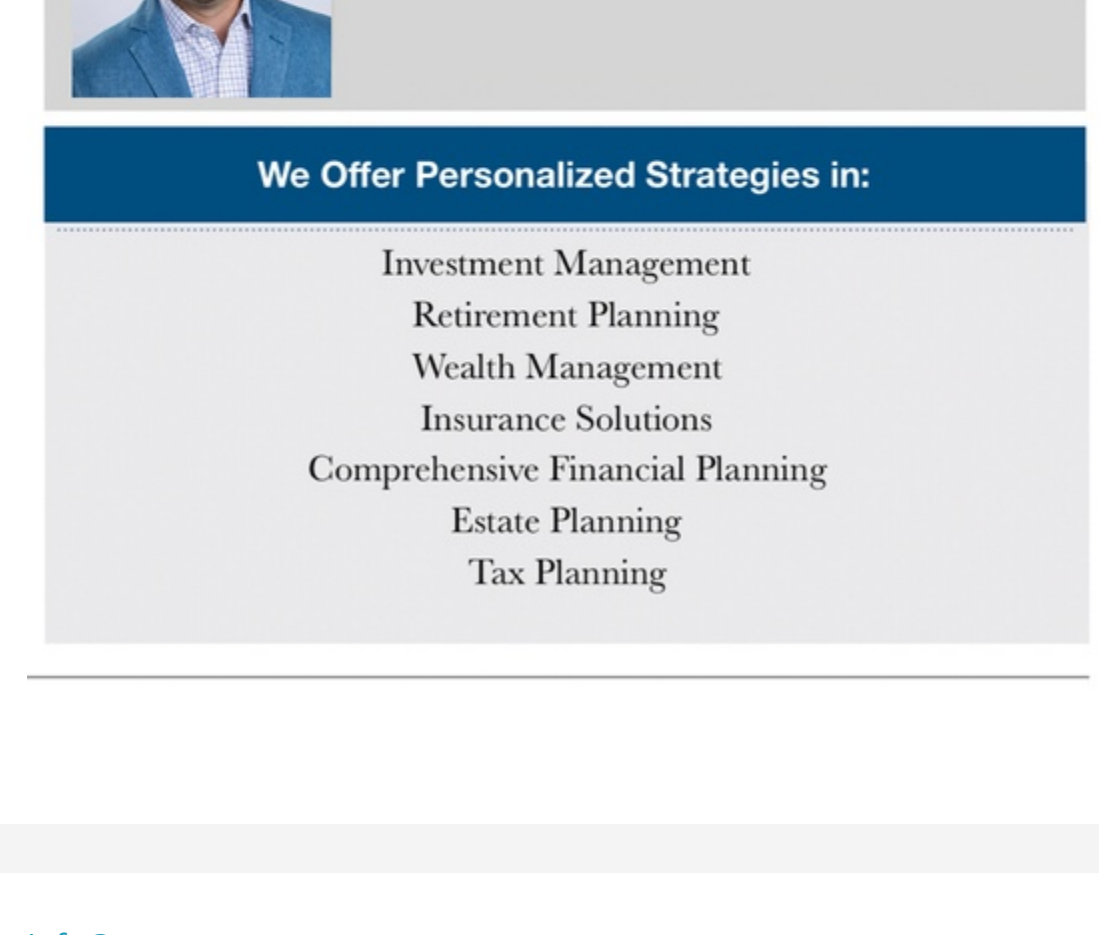 We Offer Personalized Strategies in:
Investment Management
Retirement Planning
Wealth Management
Insurance Solutions
Comprehensive Financial Planning
Estate Planning
Tax Planning